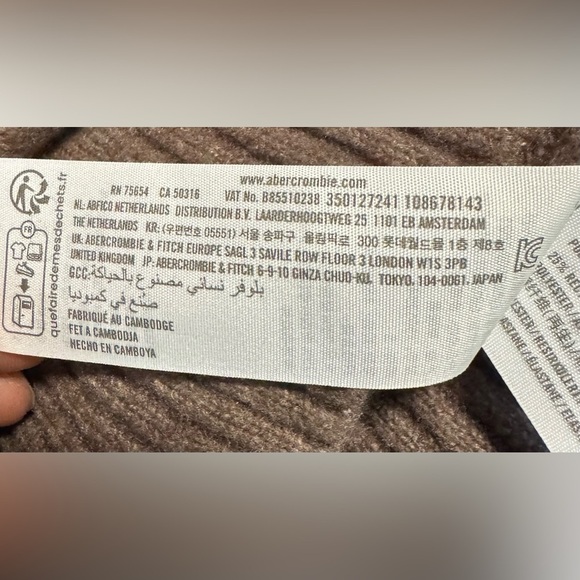 www.abercrombie.com
RN 75654 CA 50316 VAT No. B85510238 350127241 108678143
NL: ABFICO NETHERLANDS DISTRIBUTION B.V. LAARDERHOOGTWEG 25 1101 EB AMSTERDAM
THE NETHERLANDS KR: (우편번호 05551) 서울 송파구 올림픽로 300 롯데월드몰 1층 제8호
UK: ABERCROMBIE & FITCH EUROPE SAGL 3 SAVILE ROW FLOOR 3 LONDON W1S 3PB
UNITED KINGDOM JP: ABERCROMBIE & FITCH 6-9-10 GINZA CHUO-KU, TOKYO, 104-0061, JAPAN
GCC: بلوفر نسائي مصنوع بالحياكة
صُنع في كمبوديا
FABRIQUÉ AU CAMBODGE
FET A CAMBODJA
HECHO EN CAMBOYA
quefairedemesdechets.fr
FR